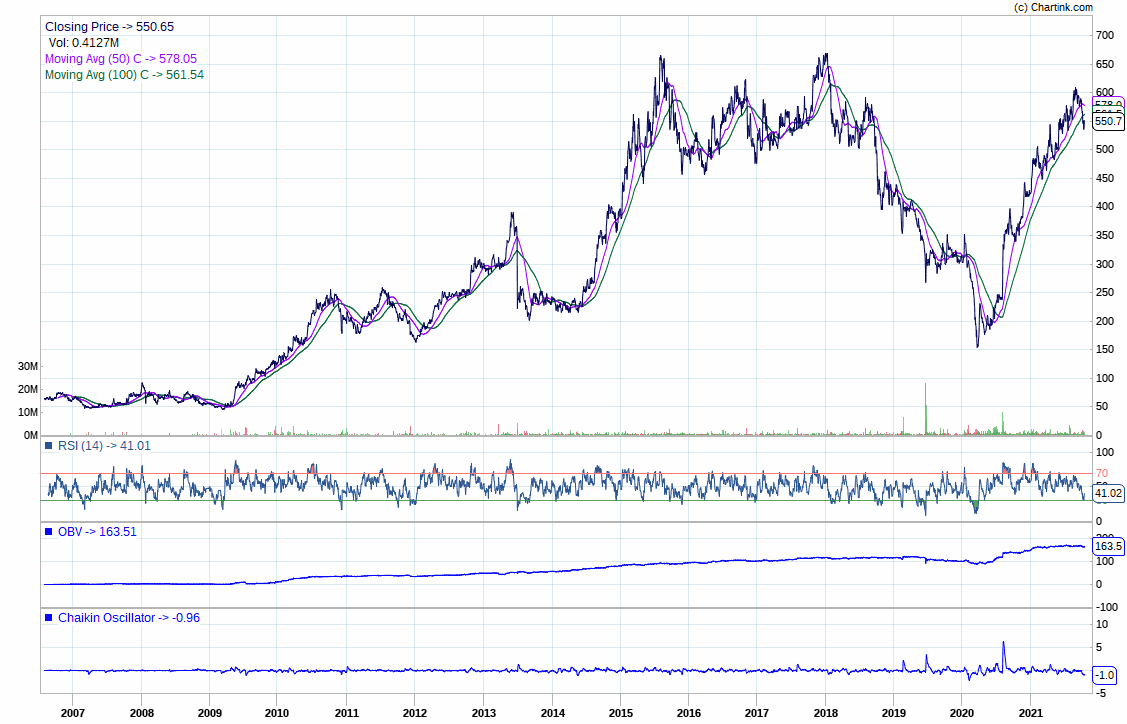 (c) Chartink.com
Closing Price -> 550.65
Vol: 0.4127M
Moving Avg (50) C -> 578.05
Moving Avg (100) C -> 561.54
700
650
600
578.0
550.7
500
450
400
350
300
250
200
150
100
50
0
30M
20M
10M
0M
RSI (14) -> 41.01
100
70
41.02
0
OBV -> 163.51
200
163.5
100
0
-100
Chaikin Oscillator -> -0.96
10
5
-1.0
-5
2007 2008 2009 2010 2011 2012 2013 2014 2015 2016 2017 2018 2019 2020 2021